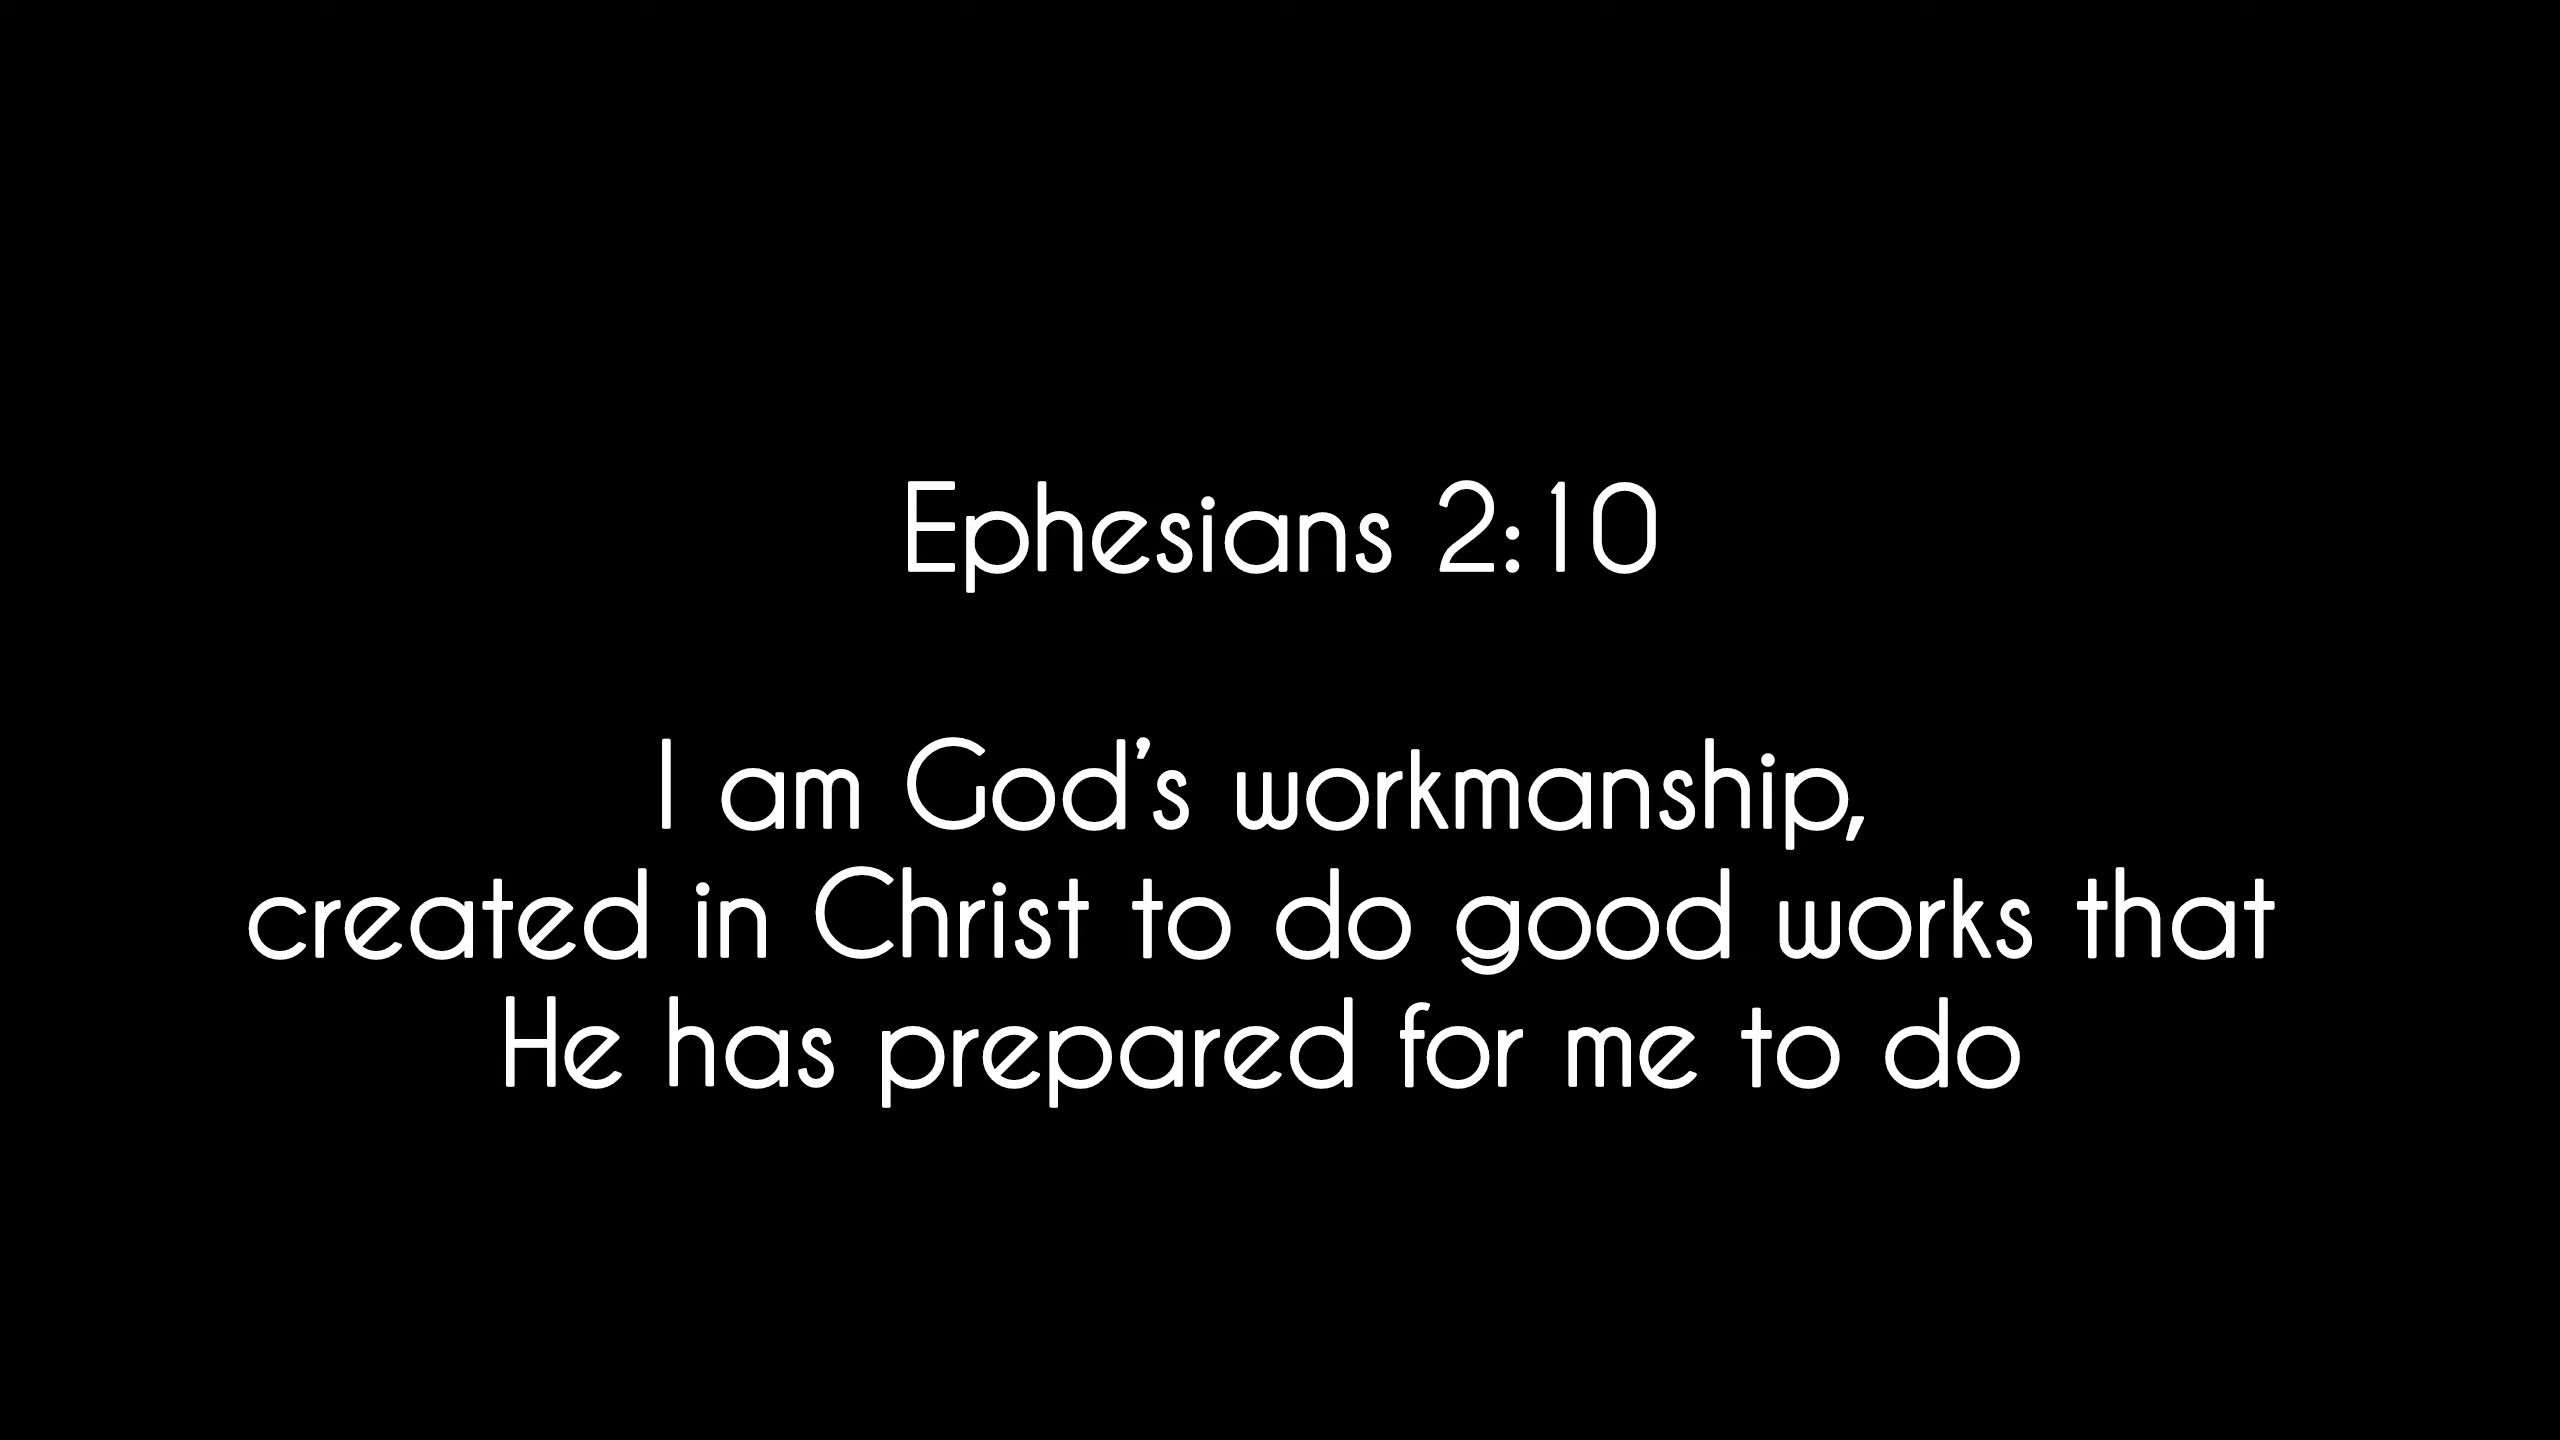 Ephesians 2:10
I am God’s workmanship,
created in Christ to do good works that
He has prepared for me to do